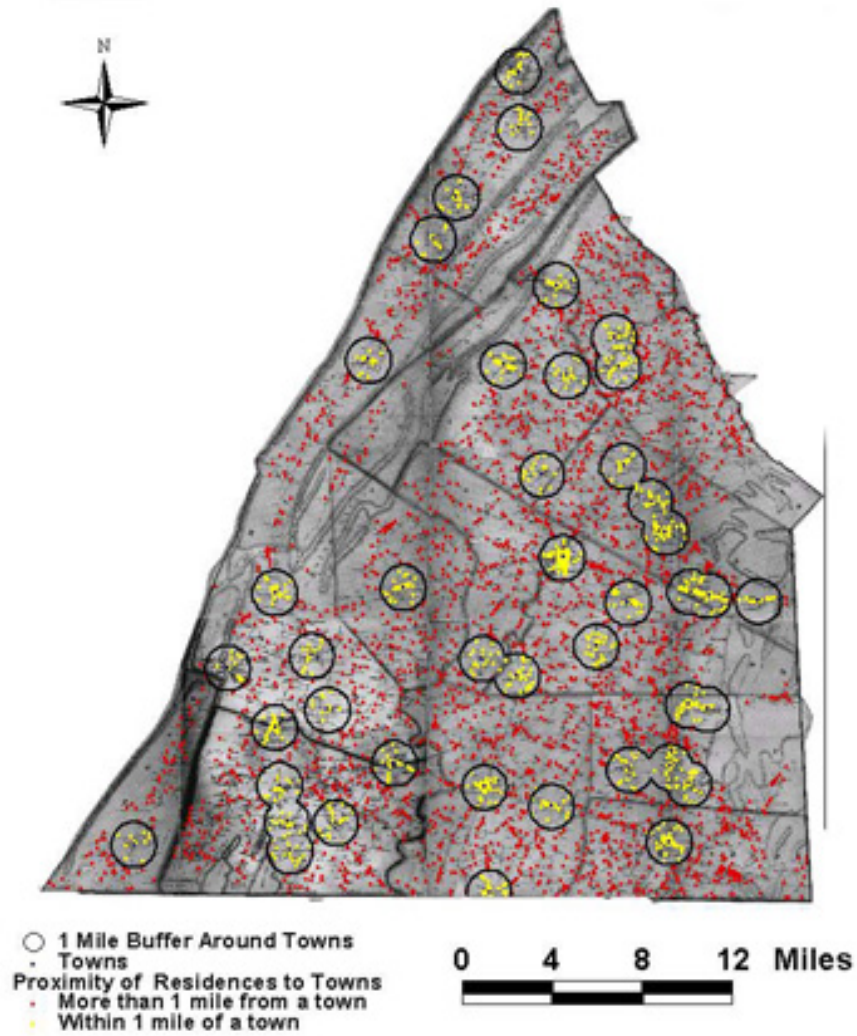 N
1 Mile Buffer Around Towns
Towns
Proximity of Residences to Towns
More than 1 mile from a town
Within 1 mile of a town
0 4 8 12 Miles